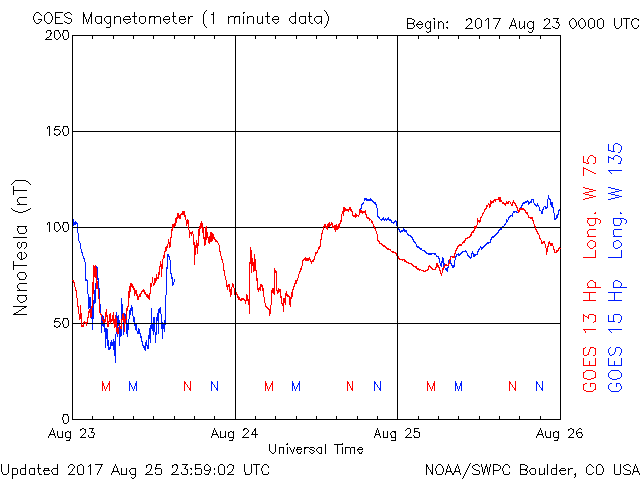 GOES Magnetometer (1 minute data)
Begin: 2017 Aug 23 0000 UTC
200
150
100
50
0
NanoTesla (nT)
M M N N M M N N M M N N
Aug 23 Aug 24 Aug 25 Aug 26
Universal Time
GOES 13 Hp Long. W 75
GOES 15 Hp Long. W 135
Updated 2017 Aug 25 23:59:02 UTC
NOAA/SWPC Boulder, CO USA